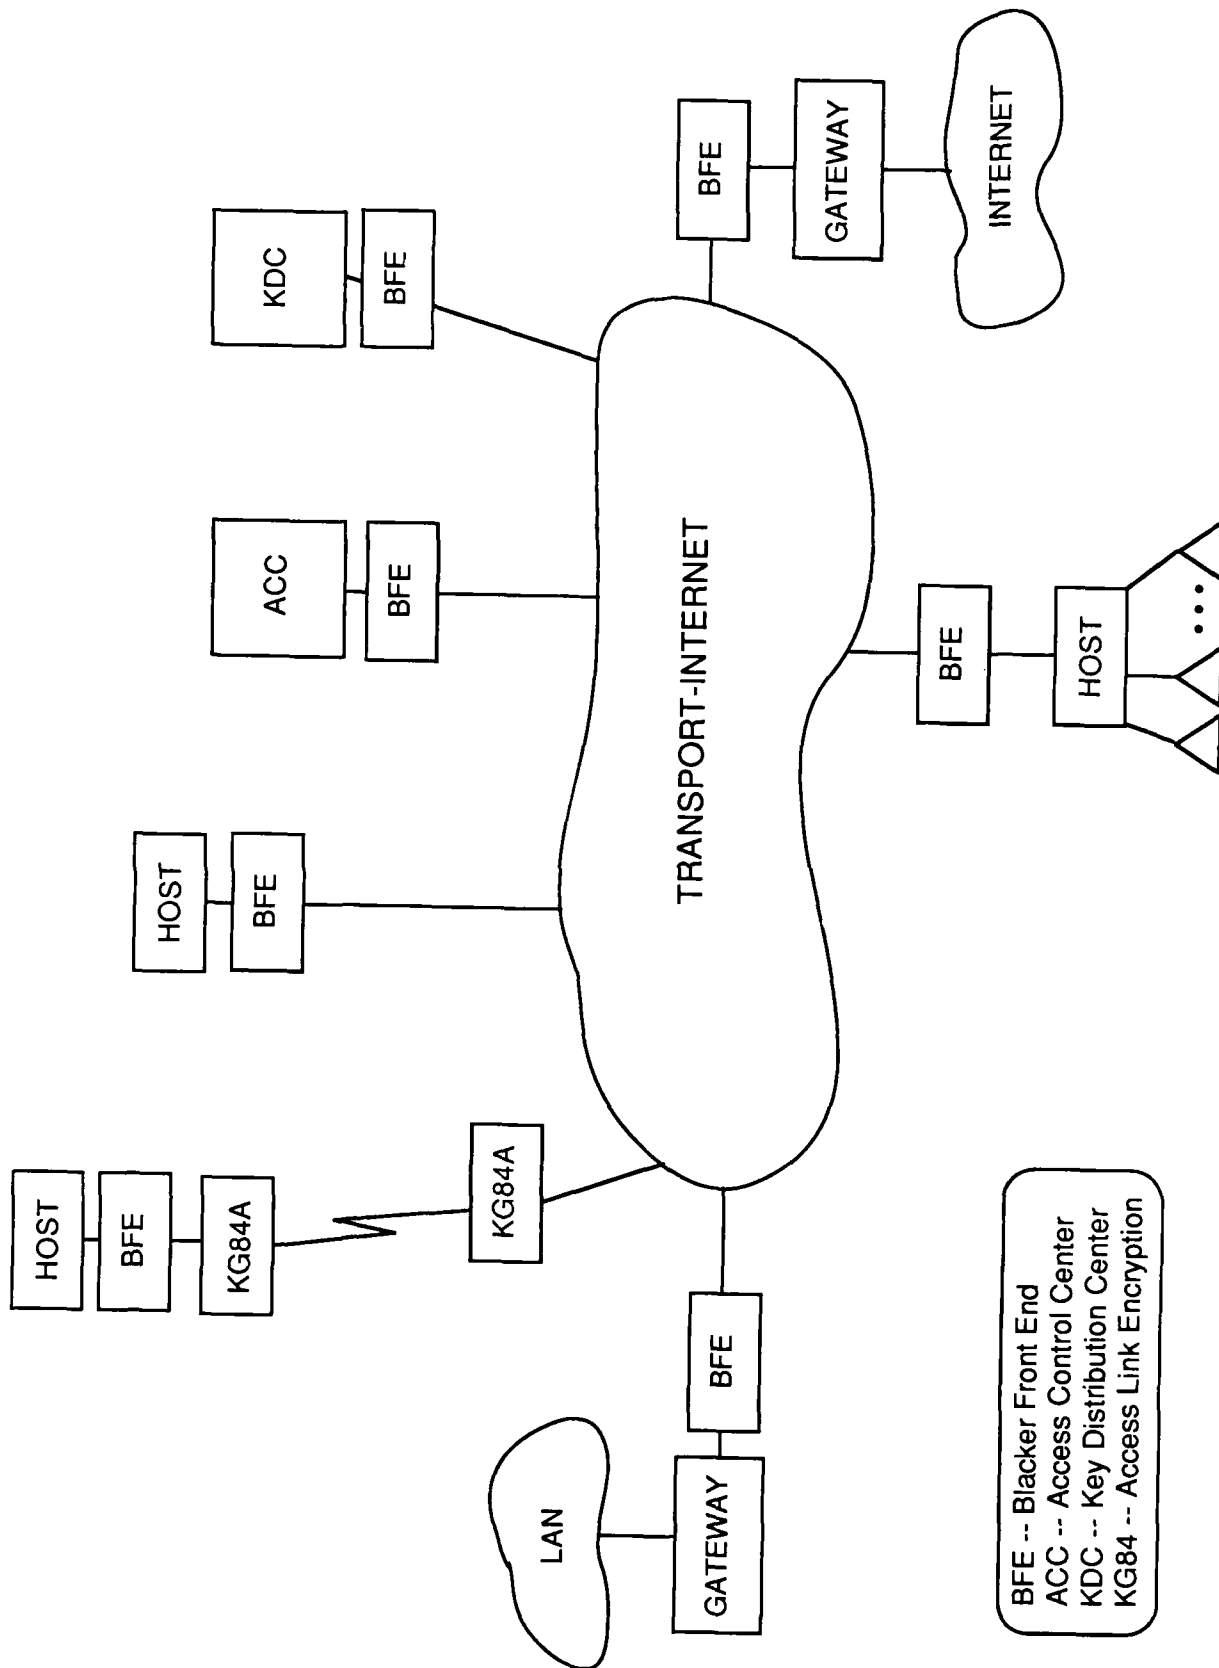 HOST
BFE
KG84A
KG84A
HOST
BFE
ACC
BFE
KDC
BFE
LAN
GATEWAY
BFE
TRANSPORT-INTERNET
BFE
GATEWAY
INTERNET
BFE
HOST
BFE -- Blacker Front End
ACC -- Access Control Center
KDC -- Key Distribution Center
KG84 -- Access Link Encryption